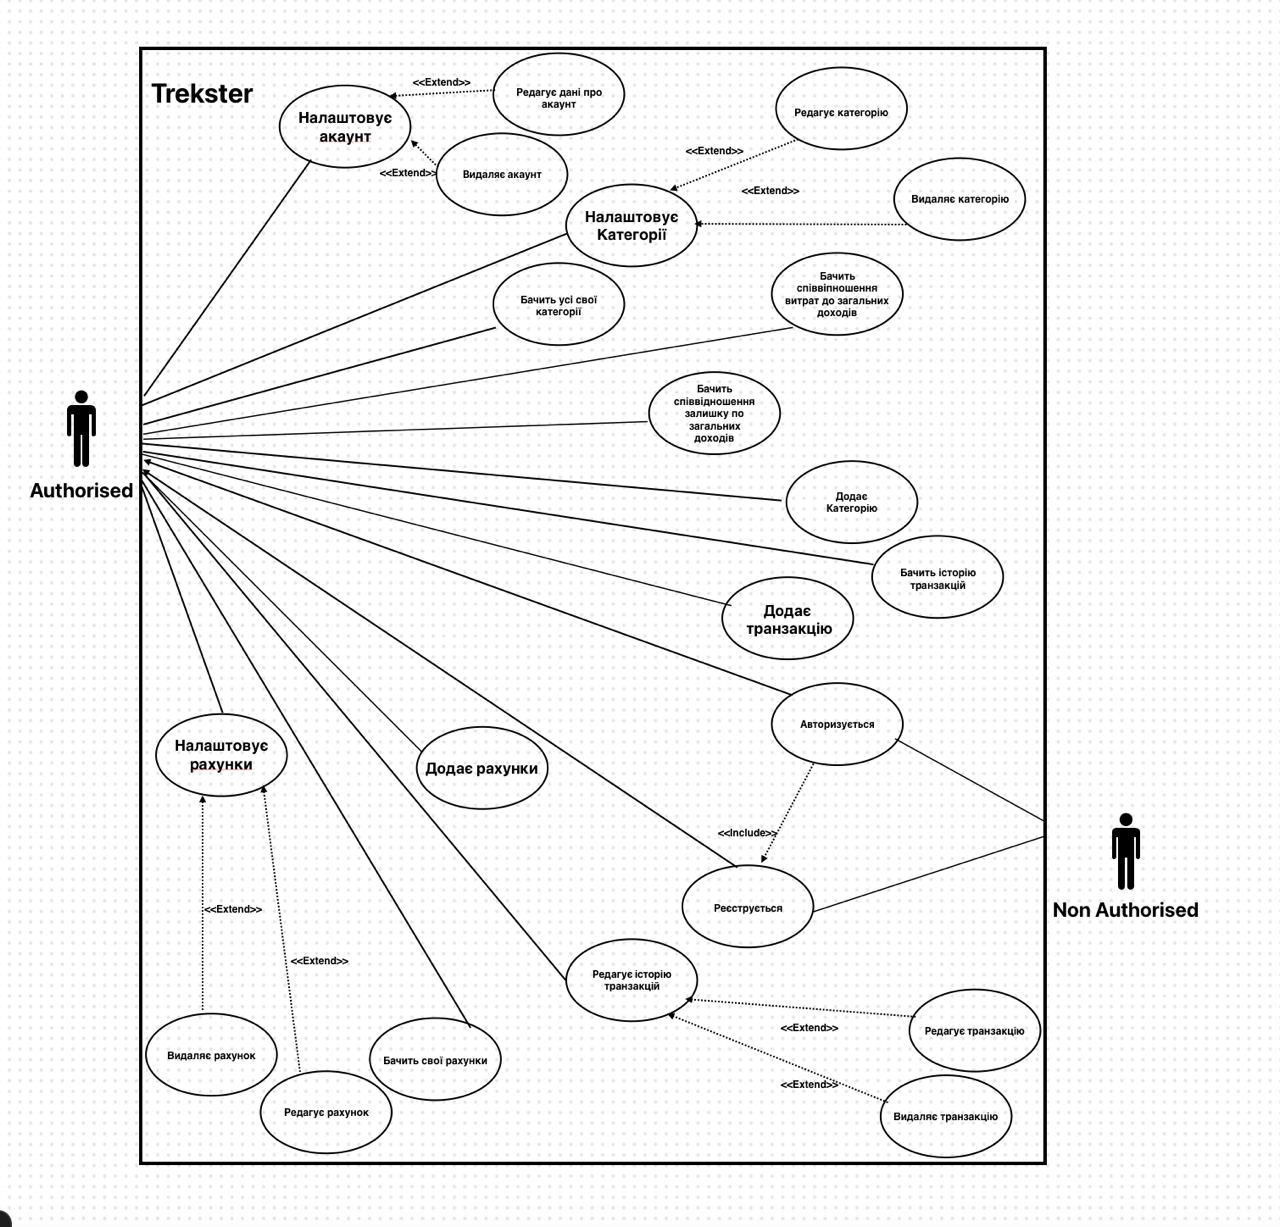 Trekster
Налаштовує
акаунт
<<Extend>>
Редагує дані про
акаунт
<<Extend>>
Видаляє акаунт
Редагує категорію
<<Extend>>
<<Extend>>
Видаляє категорію
Налаштовує
Категорії
Бачить усі свої
категорії
Бачить
співвіпношення
витрат до загальних
доходів
Бачить
співвідношення
залишку по
загальних
доходів
Authorised
Додає
Категорію
Бачить історію
транзакцій
Додає
транзакцію
Авторизується
Налаштовує
рахунки
Додає рахунки
<<Include>>
Реєструється
Non Authorised
<<Extend>>
<<Extend>>
Редагує історію
транзакцій
<<Extend>>
Редагує транзакцію
<<Extend>>
Видаляє транзакцію
Видаляє рахунок
Бачить свої рахунки
Редагує рахунок